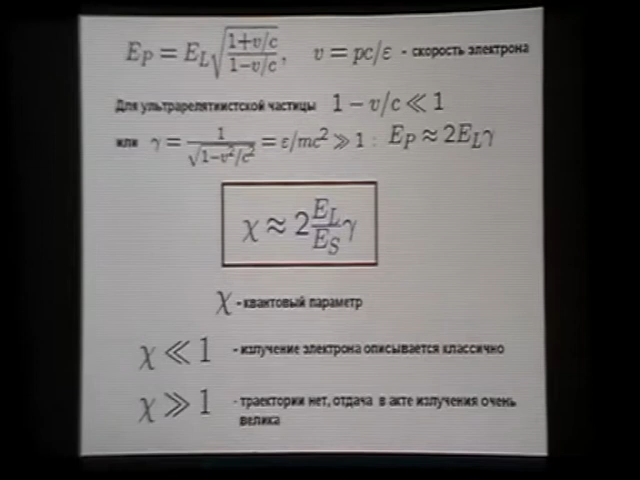 E_P = E_L √((1+v/c)/(1−v/c)), v = pc/ε - скорость электрона
Для ультрарелятиистской частицы 1 − v/c ≪ 1
или γ = 1/√(1−v²/c²) = ε/mc² ≫ 1 : E_P ≈ 2E_Lγ
χ ≈ 2 E_L/E_S γ
χ - квантовый параметр
χ ≪ 1 - излучение электрона описывается классично
χ ≫ 1 - траектории нет, отдача в акте излучения очень
велика